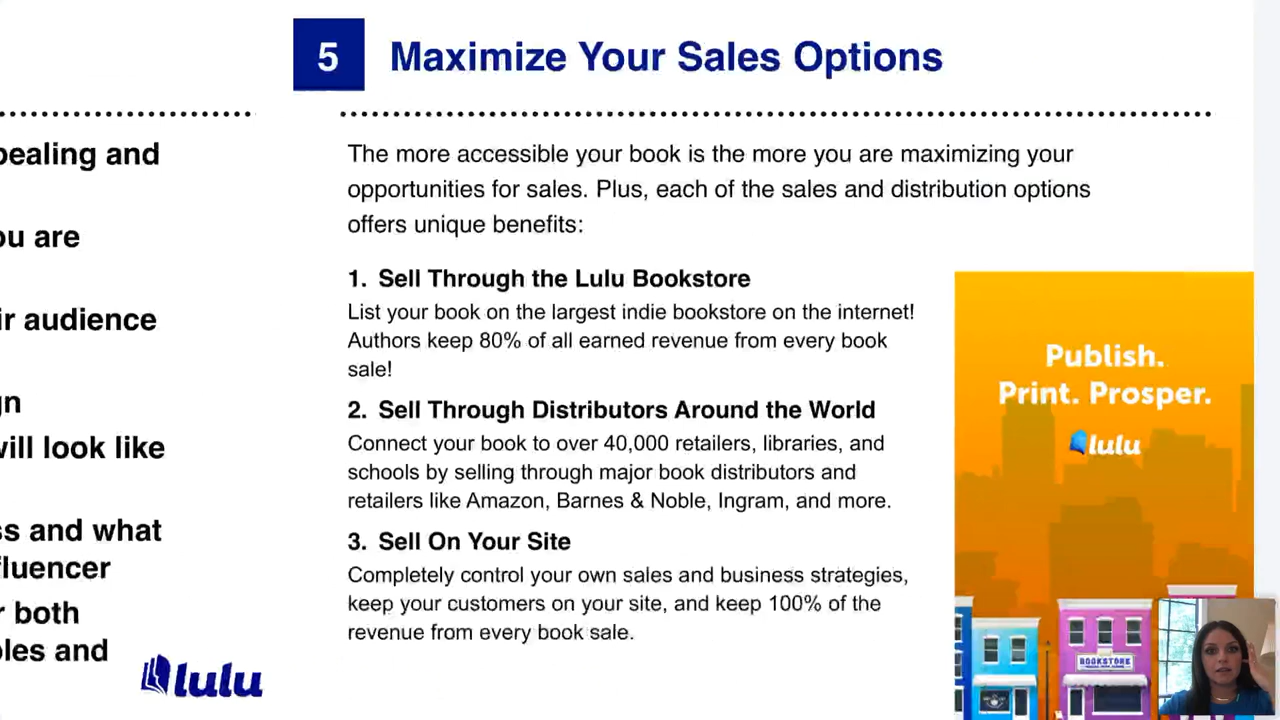 pealing and
ou are
ir audience
gn
will look like
ss and what
fluencer
r both
ples and
lulu
5 Maximize Your Sales Options
The more accessible your book is the more you are maximizing your
opportunities for sales. Plus, each of the sales and distribution options
offers unique benefits:
1. Sell Through the Lulu Bookstore
List your book on the largest indie bookstore on the internet!
Authors keep 80% of all earned revenue from every book
sale!
2. Sell Through Distributors Around the World
Connect your book to over 40,000 retailers, libraries, and
schools by selling through major book distributors and
retailers like Amazon, Barnes & Noble, Ingram, and more.
3. Sell On Your Site
Completely control your own sales and business strategies,
keep your customers on your site, and keep 100% of the
revenue from every book sale.
Publish.
Print. Prosper.
lulu
BOOKSTORE